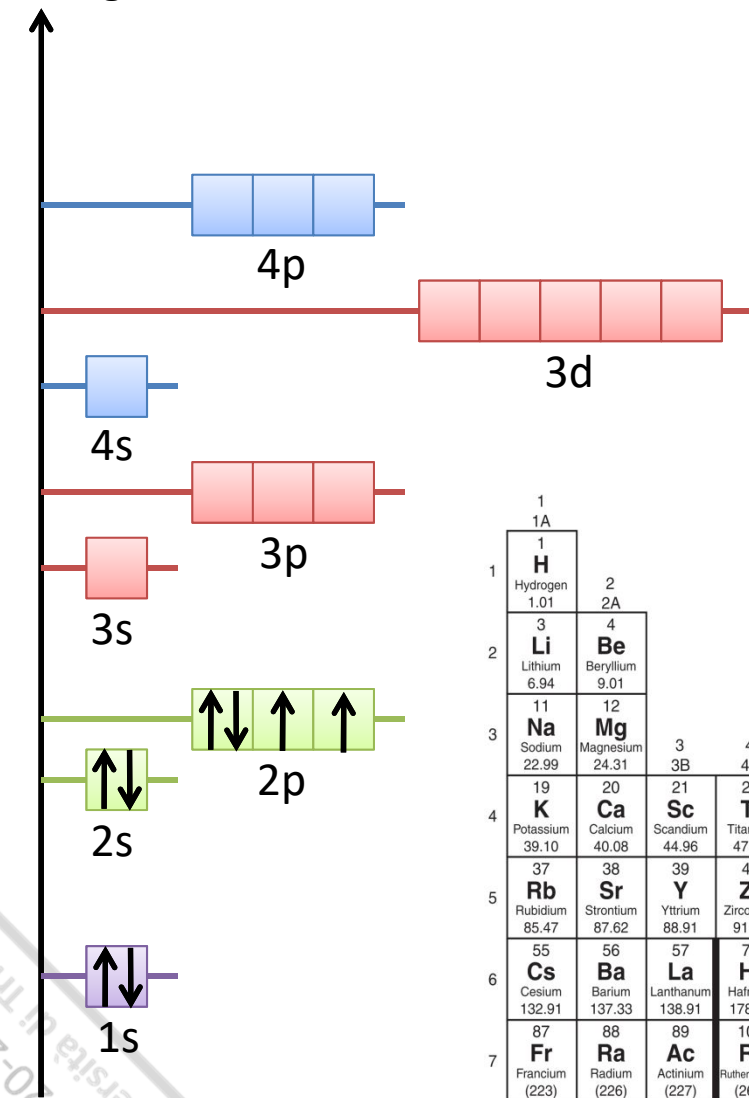 4p
3d
4s
3p
3s
2p
2s
1s
1
1A
1
1
H
Hydrogen
1.01
2
2A
2
3
Li
Lithium
6.94
4
Be
Beryllium
9.01
3
11
Na
Sodium
22.99
12
Mg
Magnesium
24.31
3
3B
4
19
K
Potassium
39.10
20
Ca
Calcium
40.08
21
Sc
Scandium
44.96
5
37
Rb
Rubidium
85.47
38
Sr
Strontium
87.62
39
Y
Yttrium
88.91
6
55
Cs
Cesium
132.91
56
Ba
Barium
137.33
57
La
Lanthanum
138.91
7
87
Fr
Francium
(223)
88
Ra
Radium
(226)
89
Ac
Actinium
(227)